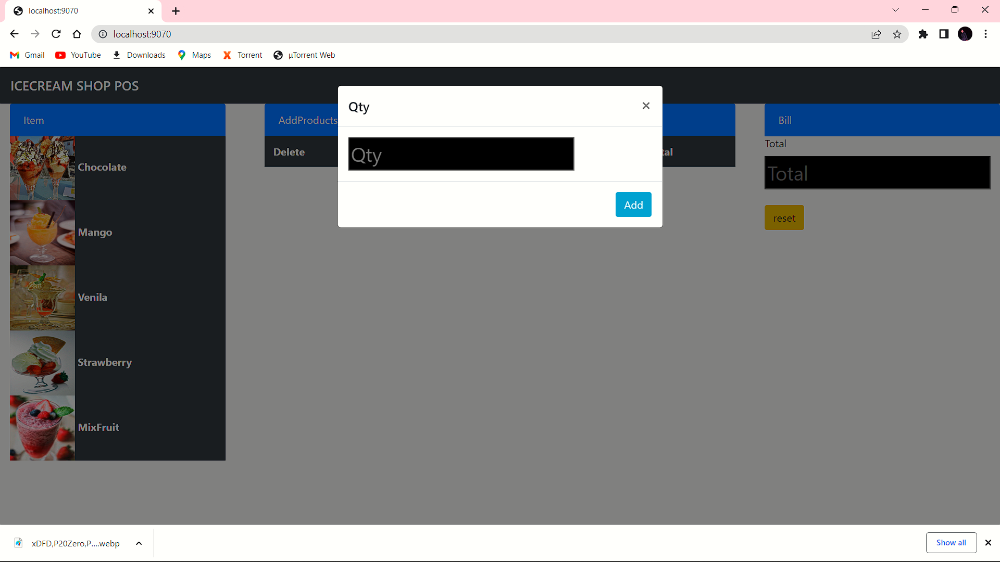 localhost:9070
localhost:9070
Gmail YouTube Downloads Maps Torrent µTorrent Web
ICECREAM SHOP POS
Item
Chocolate
Mango
Venila
Strawberry
MixFruit
AddProducts
Delete
tal
Qty
Qty
Add
Bill
Total
Total
reset
xDFD,P20Zero,P....webp
Show all